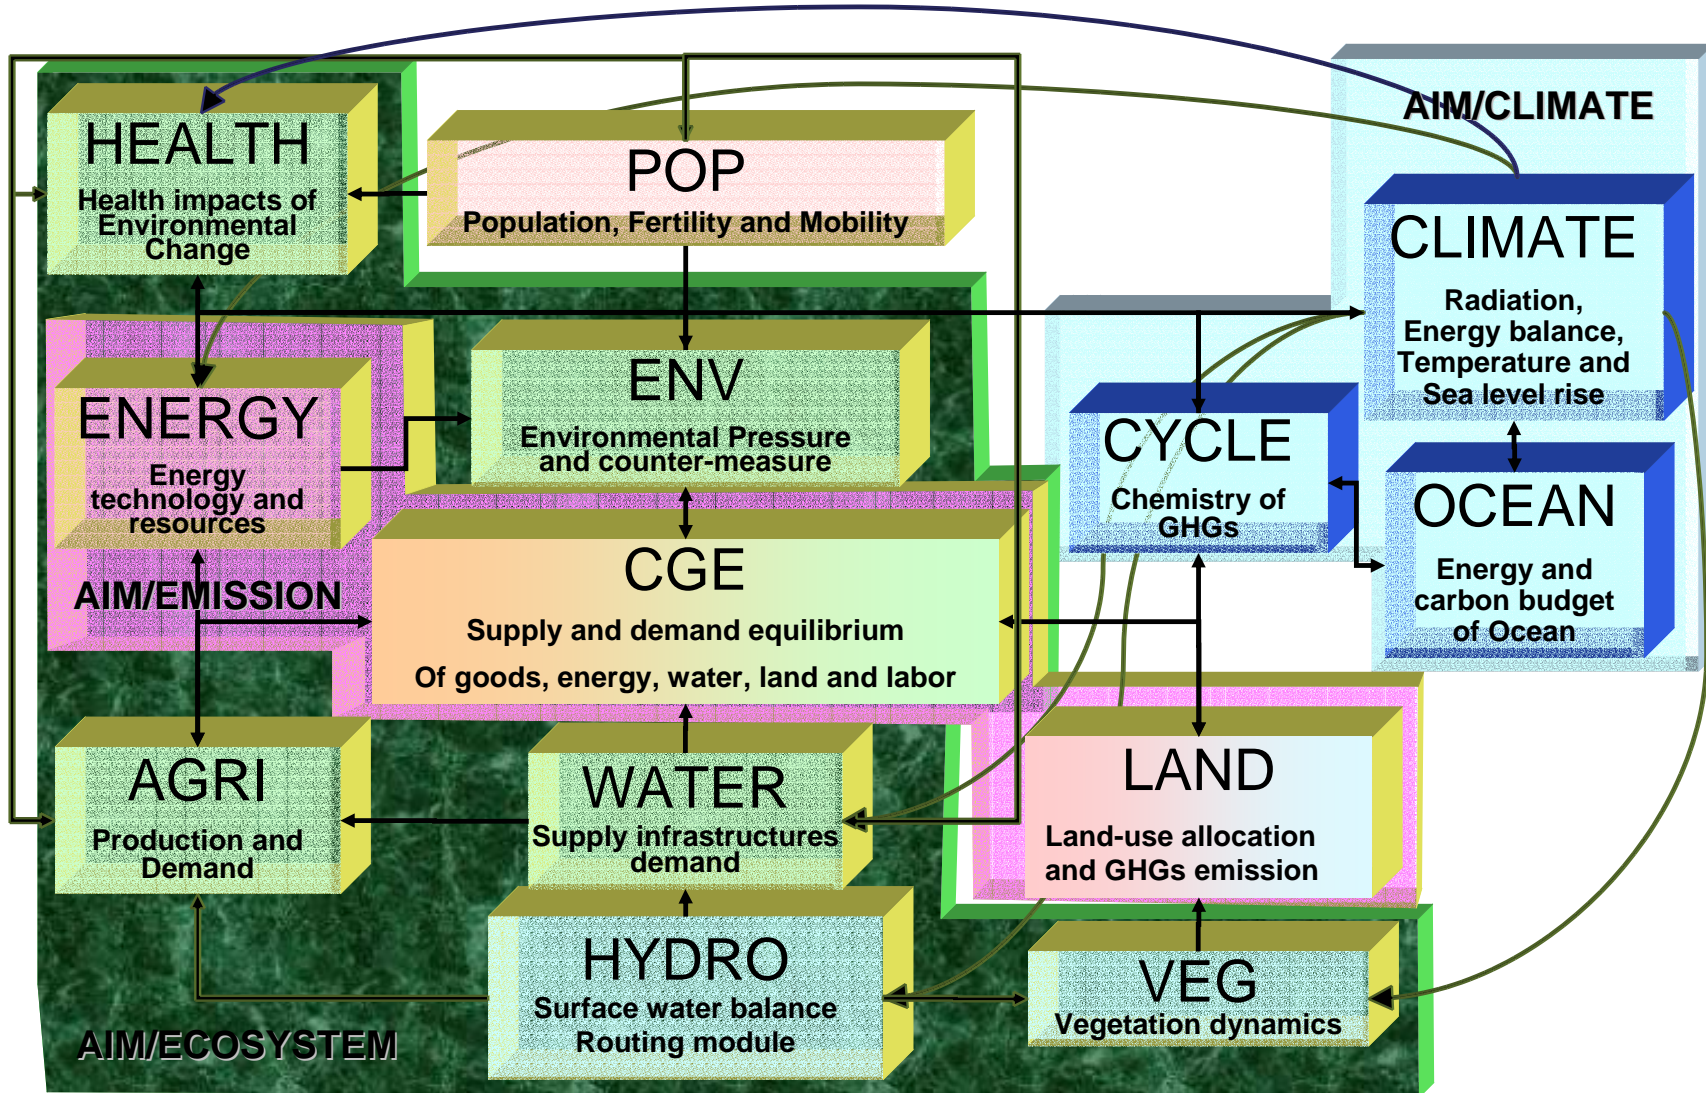 AIM/CLIMATE
HEALTH
Health impacts of
Environmental
Change
POP
Population, Fertility and Mobility
CLIMATE
Radiation,
Energy balance,
Temperature and
Sea level rise
ENERGY
Energy
technology and
resources
ENV
Environmental Pressure
and counter-measure
CYCLE
Chemistry of
GHGs
OCEAN
Energy and
carbon budget
of Ocean
AIM/EMISSION
CGE
Supply and demand equilibrium
Of goods, energy, water, land and labor
AGRI
Production and
Demand
WATER
Supply infrastructures
demand
LAND
Land-use allocation
and GHGs emission
HYDRO
Surface water balance
Routing module
VEG
Vegetation dynamics
AIM/ECOSYSTEM